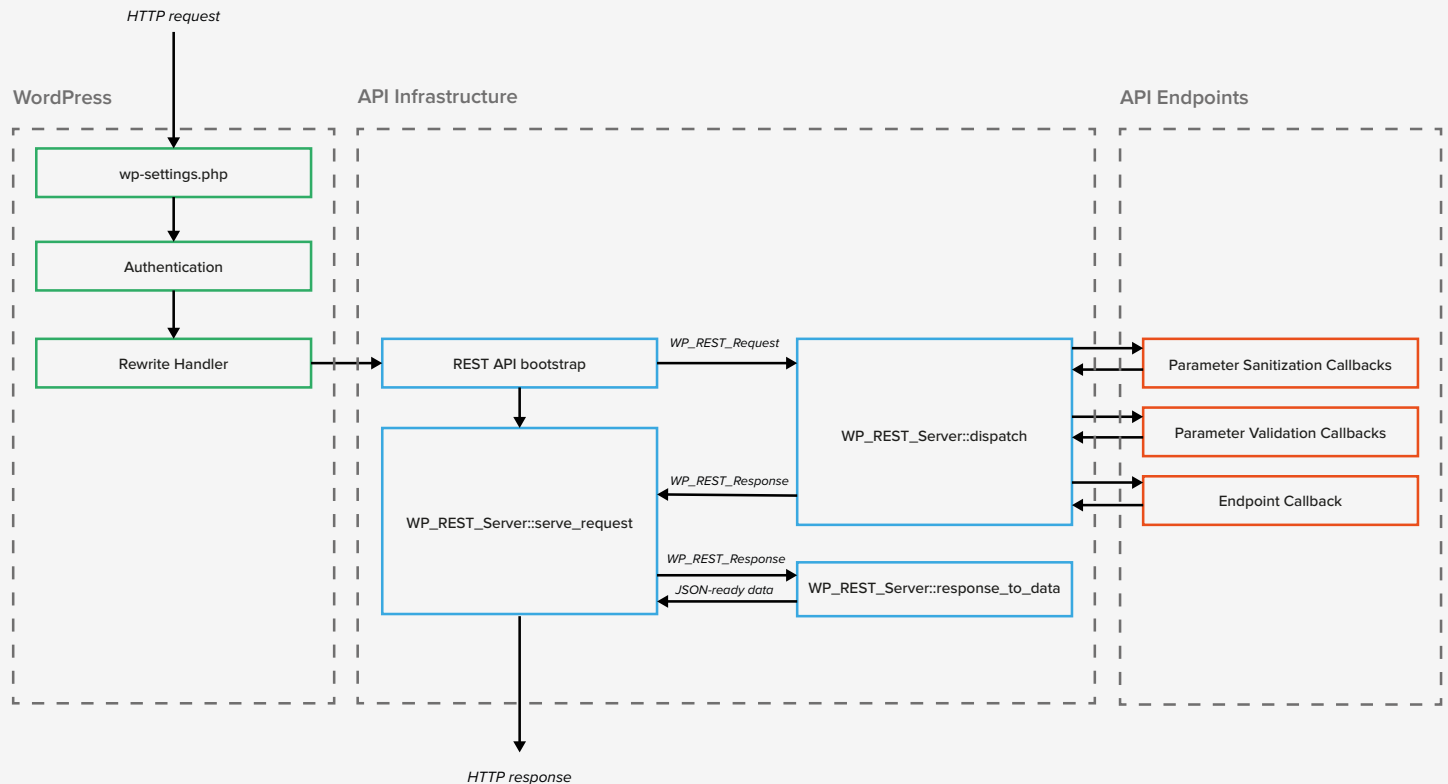 HTTP request
WordPress
API Infrastructure
API Endpoints
wp-settings.php
Authentication
Rewrite Handler
REST API bootstrap
WP_REST_Request
WP_REST_Server::dispatch
Parameter Sanitization Callbacks
Parameter Validation Callbacks
Endpoint Callback
WP_REST_Response
WP_REST_Server::serve_request
WP_REST_Response
JSON-ready data
WP_REST_Server::response_to_data
HTTP response